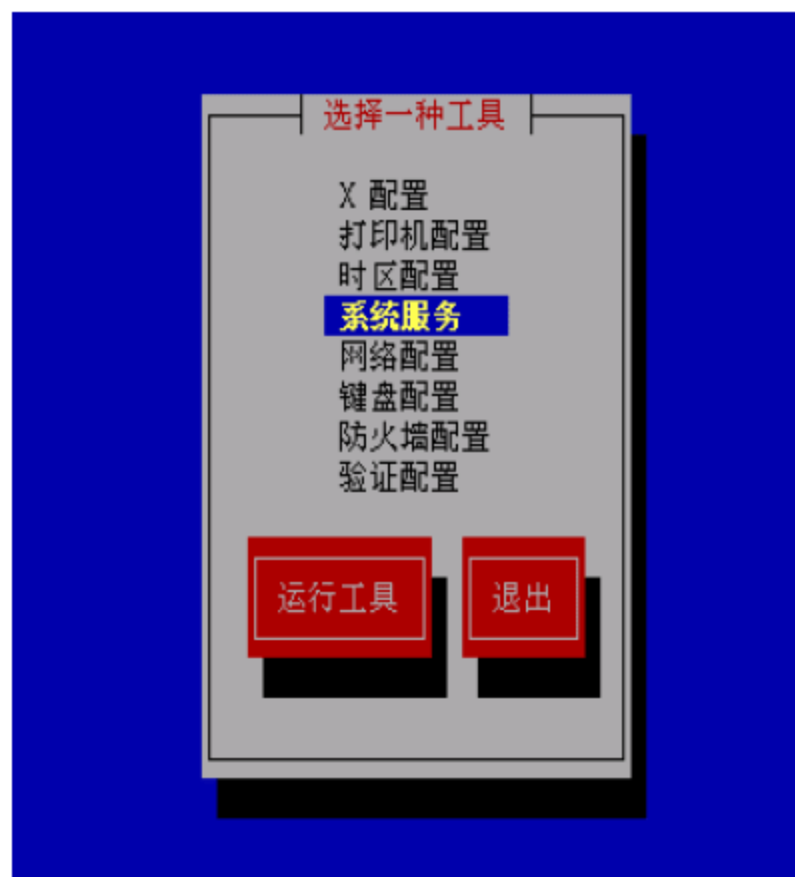 选择一种工具
X 配置
打印机配置
时区配置
系统服务
网络配置
键盘配置
防火墙配置
验证配置
运行工具 退出